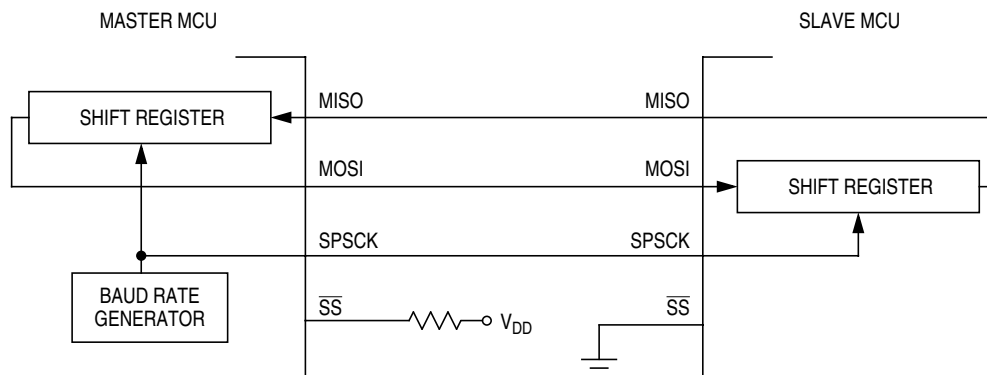 MASTER MCU
SLAVE MCU
SHIFT REGISTER
MISO
MISO
MOSI
MOSI
SHIFT REGISTER
SPSCK
SPSCK
BAUD RATE
GENERATOR
SS
VDD
SS